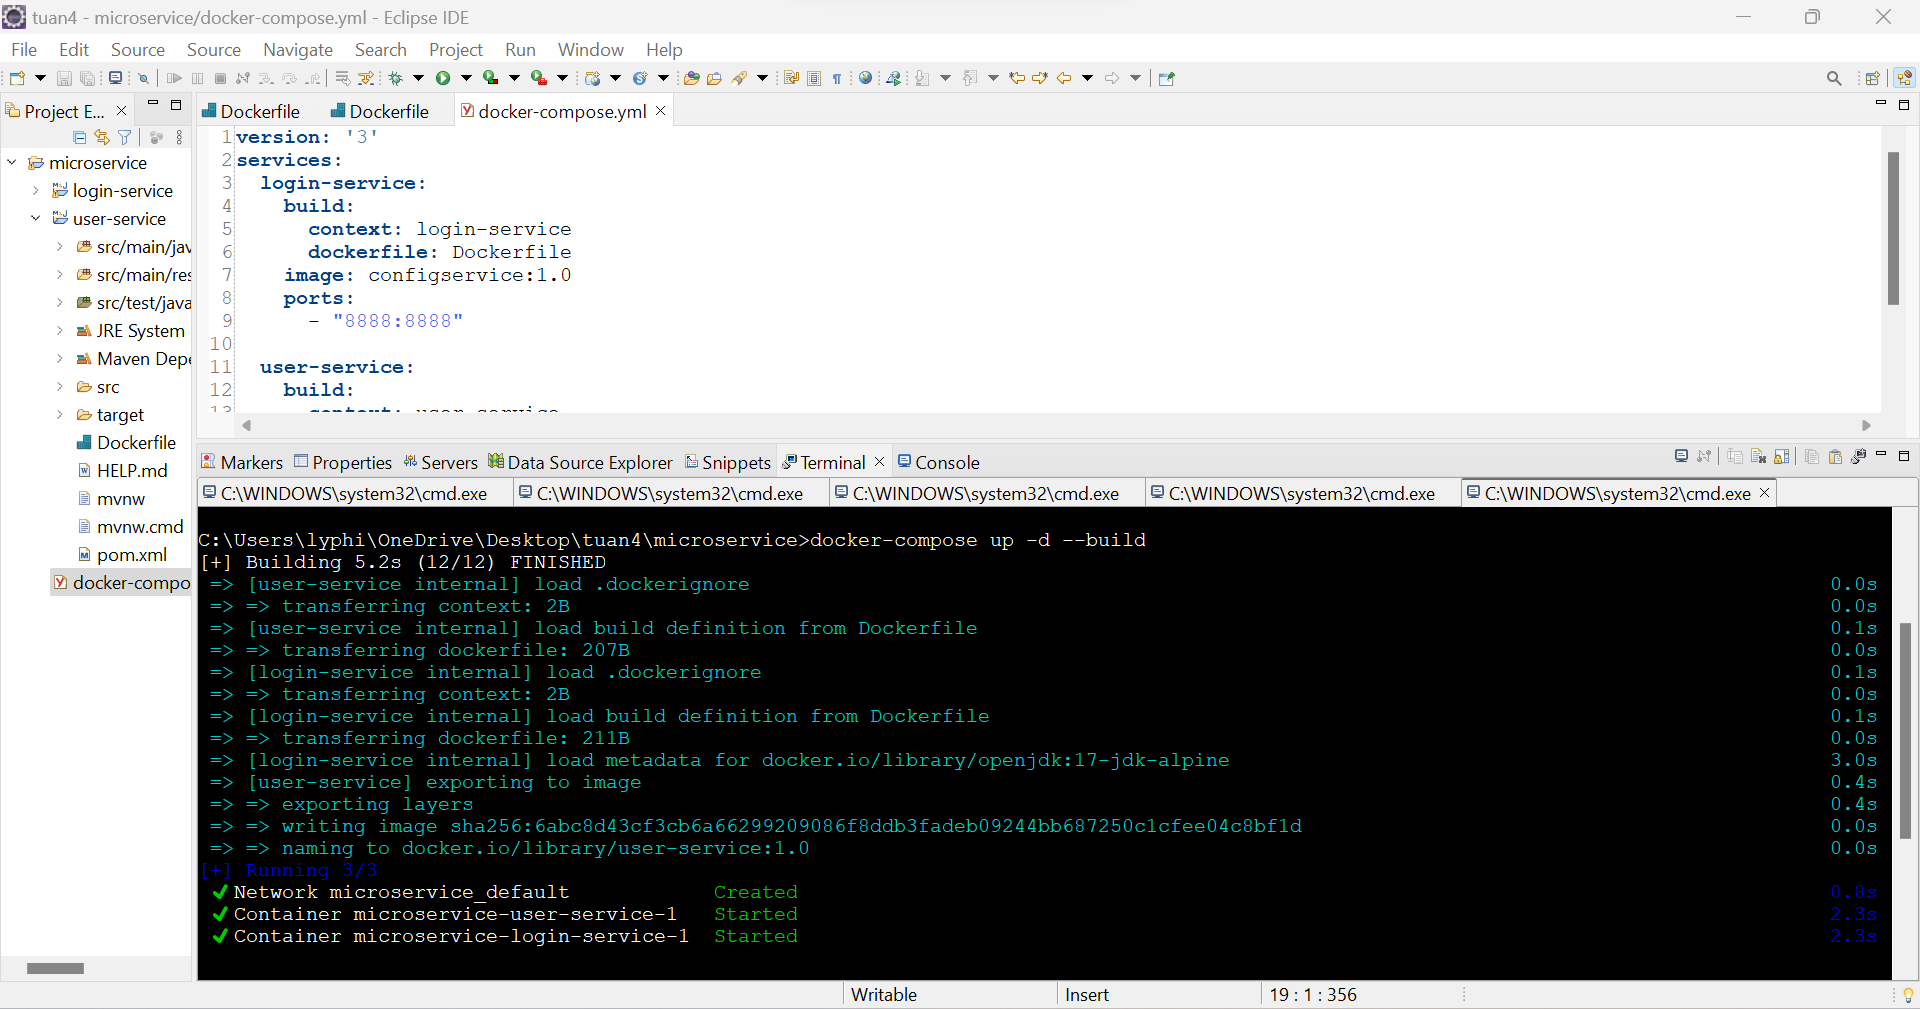 tuan4 - microservice/docker-compose.yml - Eclipse IDE
File Edit Source Source Navigate Search Project Run Window Help
Project E...
microservice
login-service
user-service
src/main/jav
src/main/res
src/test/java
JRE System
Maven Depe
src
target
Dockerfile
HELP.md
mvnw
mvnw.cmd
pom.xml
docker-compo
Dockerfile Dockerfile docker-compose.yml
1 version: '3'
2 services:
3 login-service:
4 build:
5 context: login-service
6 dockerfile: Dockerfile
7 image: configservice:1.0
8 ports:
9 - "8888:8888"
10
11 user-service:
12 build:
13 context: user-service
Markers Properties Servers Data Source Explorer Snippets Terminal Console
C:\WINDOWS\system32\cmd.exe C:\WINDOWS\system32\cmd.exe C:\WINDOWS\system32\cmd.exe C:\WINDOWS\system32\cmd.exe C:\WINDOWS\system32\cmd.exe
C:\Users\lyphi\OneDrive\Desktop\tuan4\microservice>docker-compose up -d --build
[+] Building 5.2s (12/12) FINISHED
=> [user-service internal] load .dockerignore 0.0s
=> => transferring context: 2B 0.0s
=> [user-service internal] load build definition from Dockerfile 0.1s
=> => transferring dockerfile: 207B 0.0s
=> [login-service internal] load .dockerignore 0.1s
=> => transferring context: 2B 0.0s
=> [login-service internal] load build definition from Dockerfile 0.1s
=> => transferring dockerfile: 211B 0.0s
=> [login-service internal] load metadata for docker.io/library/openjdk:17-jdk-alpine 3.0s
=> [user-service] exporting to image 0.4s
=> => exporting layers 0.4s
=> => writing image sha256:6abc8d43cf3cb6a66299209086f8ddb3fadeb09244bb687250c1cfee04c8bf1d 0.0s
=> => naming to docker.io/library/user-service:1.0 0.0s
[+] Running 3/3
✔ Network microservice_default Created 0.8s
✔ Container microservice-user-service-1 Started 2.3s
✔ Container microservice-login-service-1 Started 2.3s
Writable Insert 19 : 1 : 356